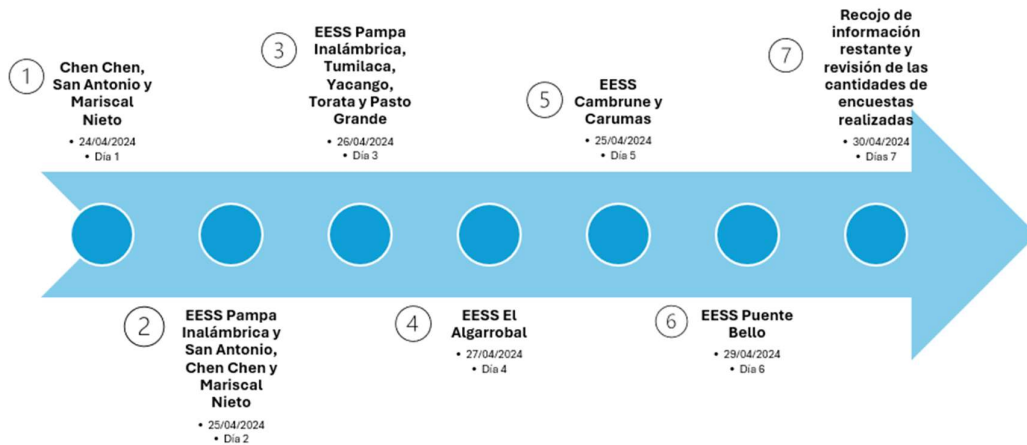 1
Chen Chen,
San Antonio y
Mariscal
Nieto
• 24/04/2024
• Día 1
2
EESS Pampa
Inalámbrica y
San Antonio,
Chen Chen y
Mariscal
Nieto
• 25/04/2024
• Día 2
3
EESS Pampa
Inalámbrica,
Tumilaca,
Yacango,
Torata y Pasto
Grande
• 26/04/2024
• Día 3
4
EESS El
Algarrobal
• 27/04/2024
• Día 4
5
EESS
Cambrune y
Carumas
• 25/04/2024
• Día 5
6
EESS Puente
Bello
• 29/04/2024
• Día 6
7
Recojo de
información
restante y
revisión de las
cantidades de
encuestas
realizadas
• 30/04/2024
• Días 7